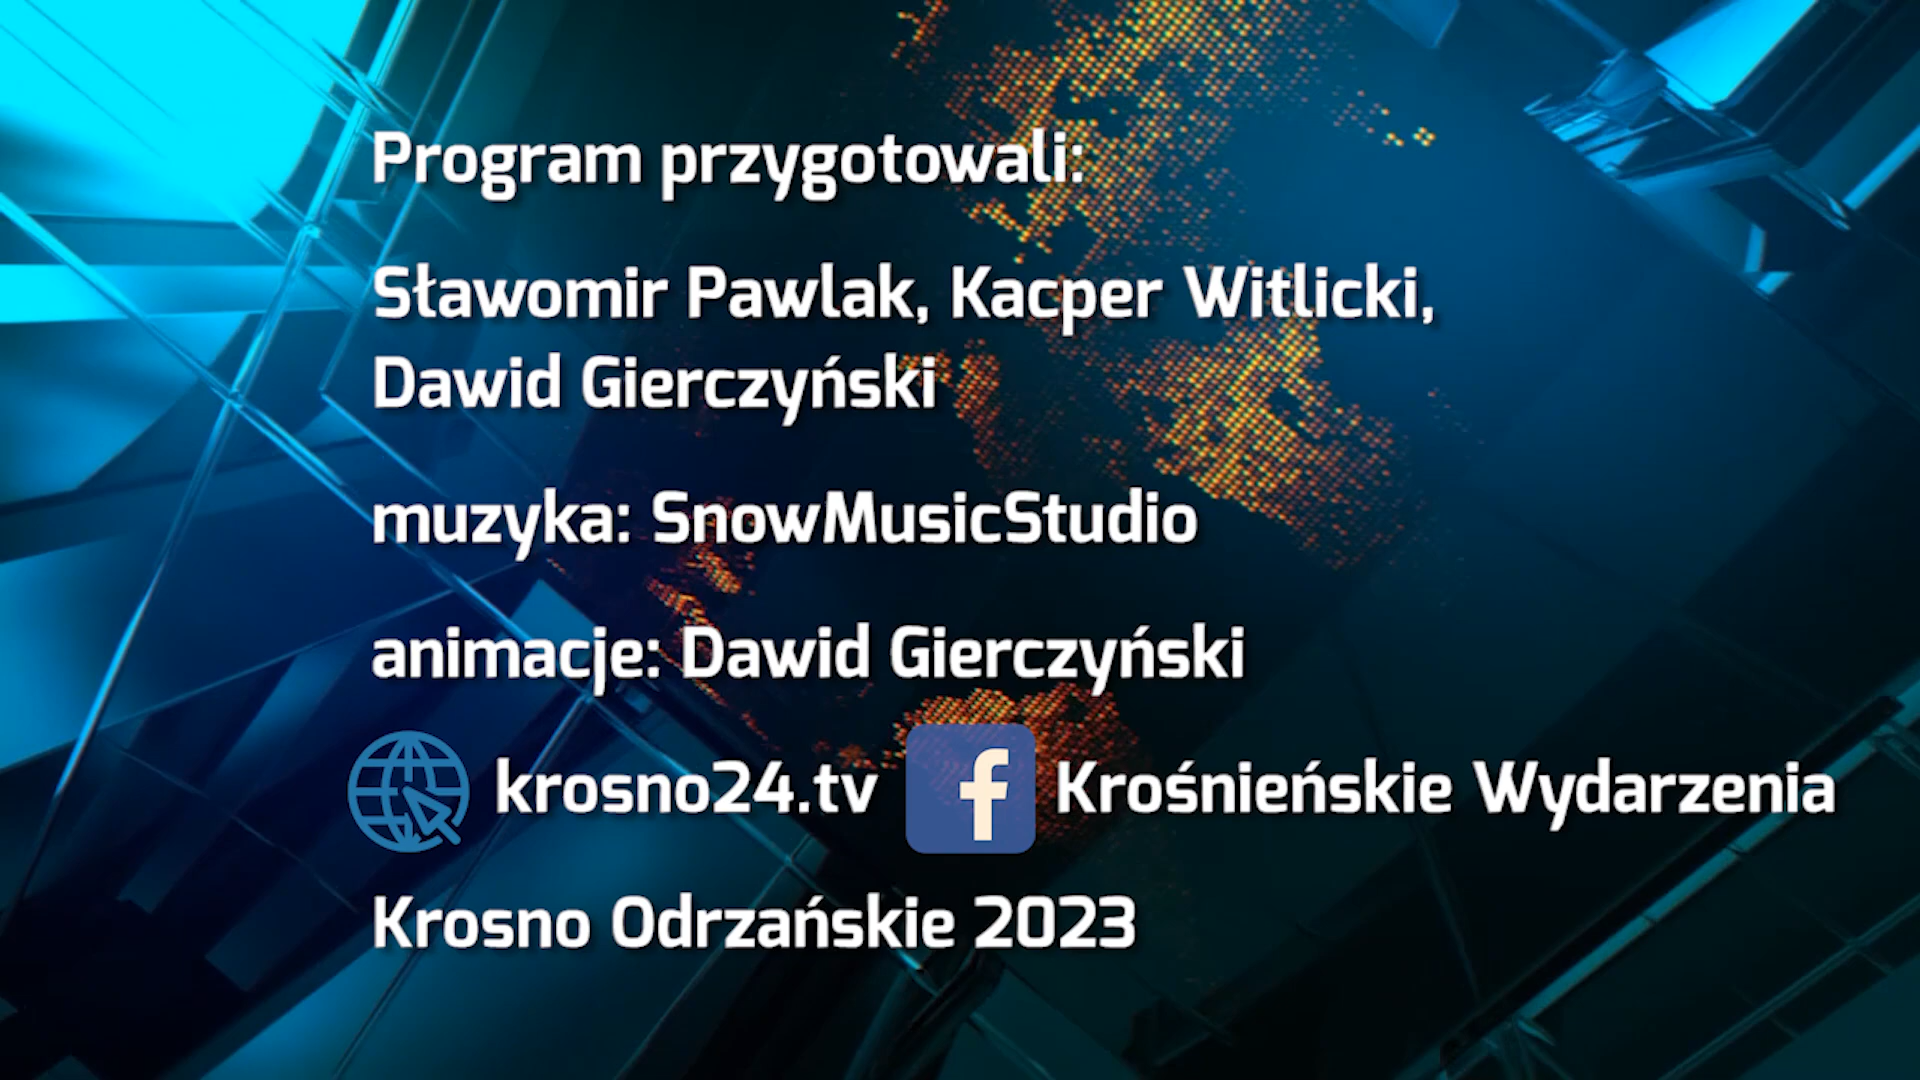 Program przygotowali:
Sławomir Pawlak, Kacper Witlicki,
Dawid Gierczyński
muzyka: SnowMusicStudio
animacje: Dawid Gierczyński
krosno24.tv f Krośnieńskie Wydarzenia
Krosno Odrzańskie 2023